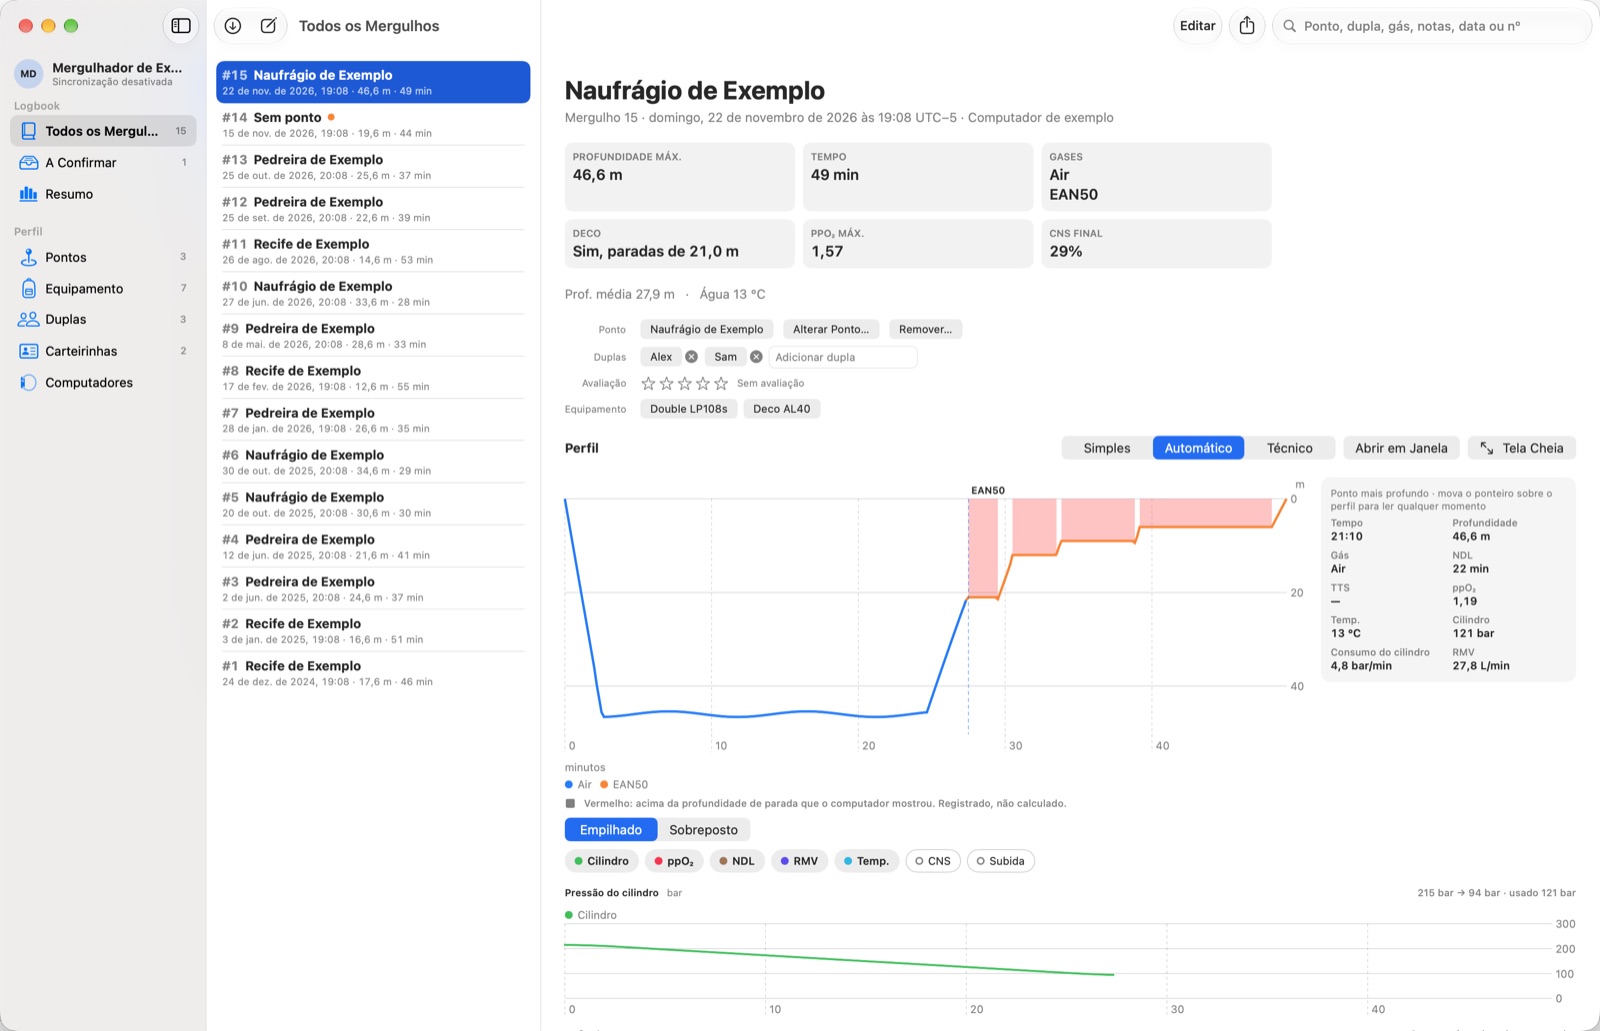 Todos os Mergulhos
Editar
Ponto, dupla, gás, notas, data ou nº
MD
Mergulhador de Ex...
Sincronização desativada
Logbook
Todos os Mergul... 15
A Confirmar 1
Resumo
Perfil
Pontos 3
Equipamento 7
Duplas 3
Carteirinhas 2
Computadores
#15 Naufrágio de Exemplo
22 de nov. de 2026, 19:08 · 46,6 m · 49 min
#14 Sem ponto
15 de nov. de 2026, 19:08 · 19,6 m · 44 min
#13 Pedreira de Exemplo
25 de out. de 2026, 20:08 · 25,6 m · 37 min
#12 Pedreira de Exemplo
25 de set. de 2026, 20:08 · 22,6 m · 39 min
#11 Recife de Exemplo
26 de ago. de 2026, 20:08 · 14,6 m · 53 min
#10 Naufrágio de Exemplo
27 de jun. de 2026, 20:08 · 33,6 m · 28 min
#9 Pedreira de Exemplo
8 de mai. de 2026, 20:08 · 28,6 m · 33 min
#8 Recife de Exemplo
17 de fev. de 2026, 19:08 · 12,6 m · 55 min
#7 Pedreira de Exemplo
28 de jan. de 2026, 19:08 · 26,6 m · 35 min
#6 Naufrágio de Exemplo
30 de out. de 2025, 20:08 · 34,6 m · 29 min
#5 Naufrágio de Exemplo
20 de out. de 2025, 20:08 · 30,6 m · 30 min
#4 Pedreira de Exemplo
12 de jun. de 2025, 20:08 · 21,6 m · 41 min
#3 Pedreira de Exemplo
2 de jun. de 2025, 20:08 · 24,6 m · 37 min
#2 Recife de Exemplo
3 de jan. de 2025, 19:08 · 16,6 m · 51 min
#1 Recife de Exemplo
24 de dez. de 2024, 19:08 · 17,6 m · 46 min
Naufrágio de Exemplo
Mergulho 15 · domingo, 22 de novembro de 2026 às 19:08 UTC−5 · Computador de exemplo
PROFUNDIDADE MÁX.
46,6 m
TEMPO
49 min
GASES
Air
EAN50
DECO
Sim, paradas de 21,0 m
PPO₂ MÁX.
1,57
CNS FINAL
29%
Prof. média 27,9 m · Água 13 °C
Ponto Naufrágio de Exemplo Alterar Ponto... Remover...
Duplas Alex Sam Adicionar dupla
Avaliação Sem avaliação
Equipamento Double LP108s Deco AL40
Perfil
Simples Automático Técnico Abrir em Janela Tela Cheia
EAN50
m
0
20
40
0 10 20 30 40
minutos
Air EAN50
Vermelho: acima da profundidade de parada que o computador mostrou. Registrado, não calculado.
Ponto mais profundo · mova o ponteiro sobre o
perfil para ler qualquer momento
Tempo Profundidade
21:10 46,6 m
Gás NDL
Air 22 min
TTS ppO₂
— 1,19
Temp. Cilindro
13 °C 121 bar
Consumo do cilindro RMV
4,8 bar/min 27,8 L/min
Empilhado Sobreposto
Cilindro ppO₂ NDL RMV Temp. CNS Subida
Pressão do cilindro bar
215 bar → 94 bar · usado 121 bar
Cilindro
300
200
100
0
0 10 20 30 40